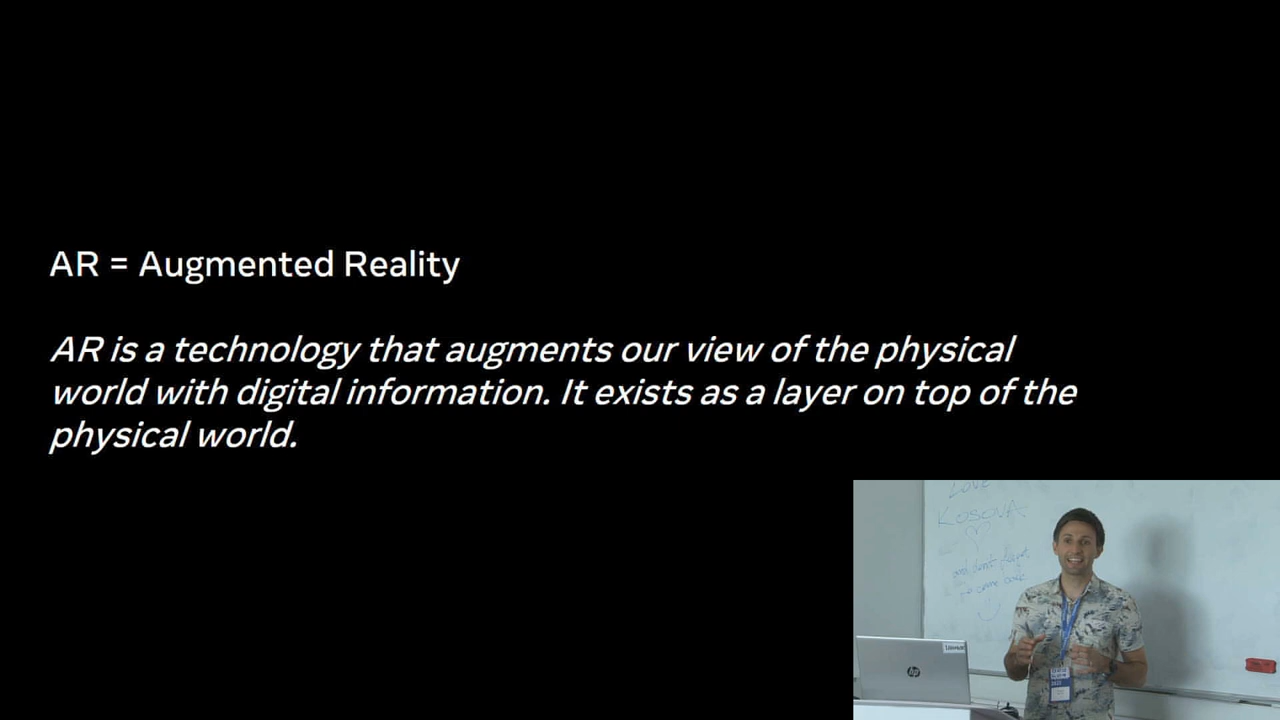 AR = Augmented Reality
AR is a technology that augments our view of the physical
world with digital information. It exists as a layer on top of the
physical world.
LOVE
KOSOVA
hp